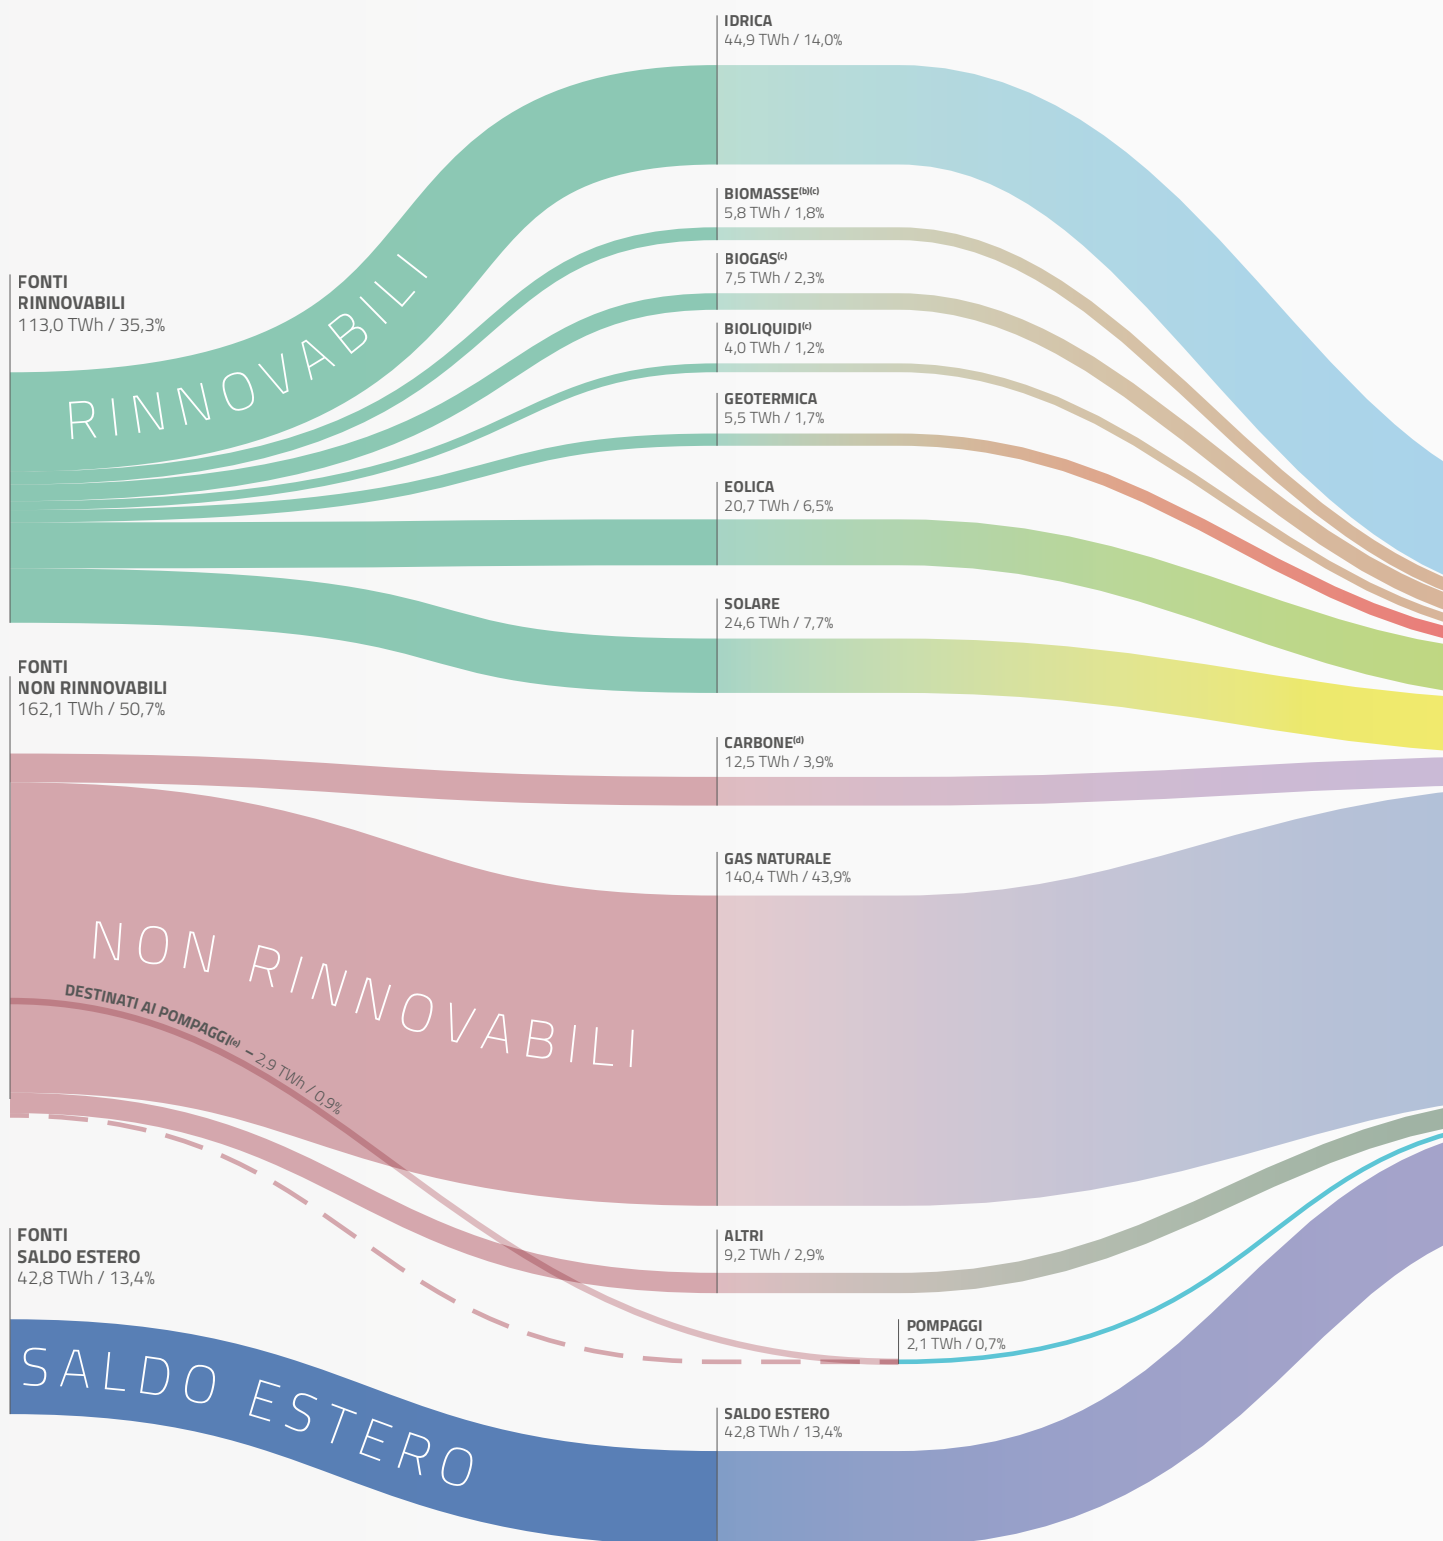 IDRICA
44,9 TWh / 14,0%
BIOMASSE(b)(c)
5,8 TWh / 1,8%
BIOGAS(c)
7,5 TWh / 2,3%
FONTI
RINNOVABILI
113,0 TWh / 35,3%
RINNOVABILI
BIOLIQUIDI(c)
4,0 TWh / 1,2%
GEOTERMICA
5,5 TWh / 1,7%
EOLICA
20,7 TWh / 6,5%
SOLARE
24,6 TWh / 7,7%
FONTI
NON RINNOVABILI
162,1 TWh / 50,7%
CARBONE(d)
12,5 TWh / 3,9%
GAS NATURALE
140,4 TWh / 43,9%
NON RINNOVABILI
DESTINATI AI POMPAGGI(e) – 2,9 TWh / 0,9%
ALTRI
9,2 TWh / 2,9%
FONTI
SALDO ESTERO
42,8 TWh / 13,4%
POMPAGGI
2,1 TWh / 0,7%
SALDO ESTERO
SALDO ESTERO
42,8 TWh / 13,4%